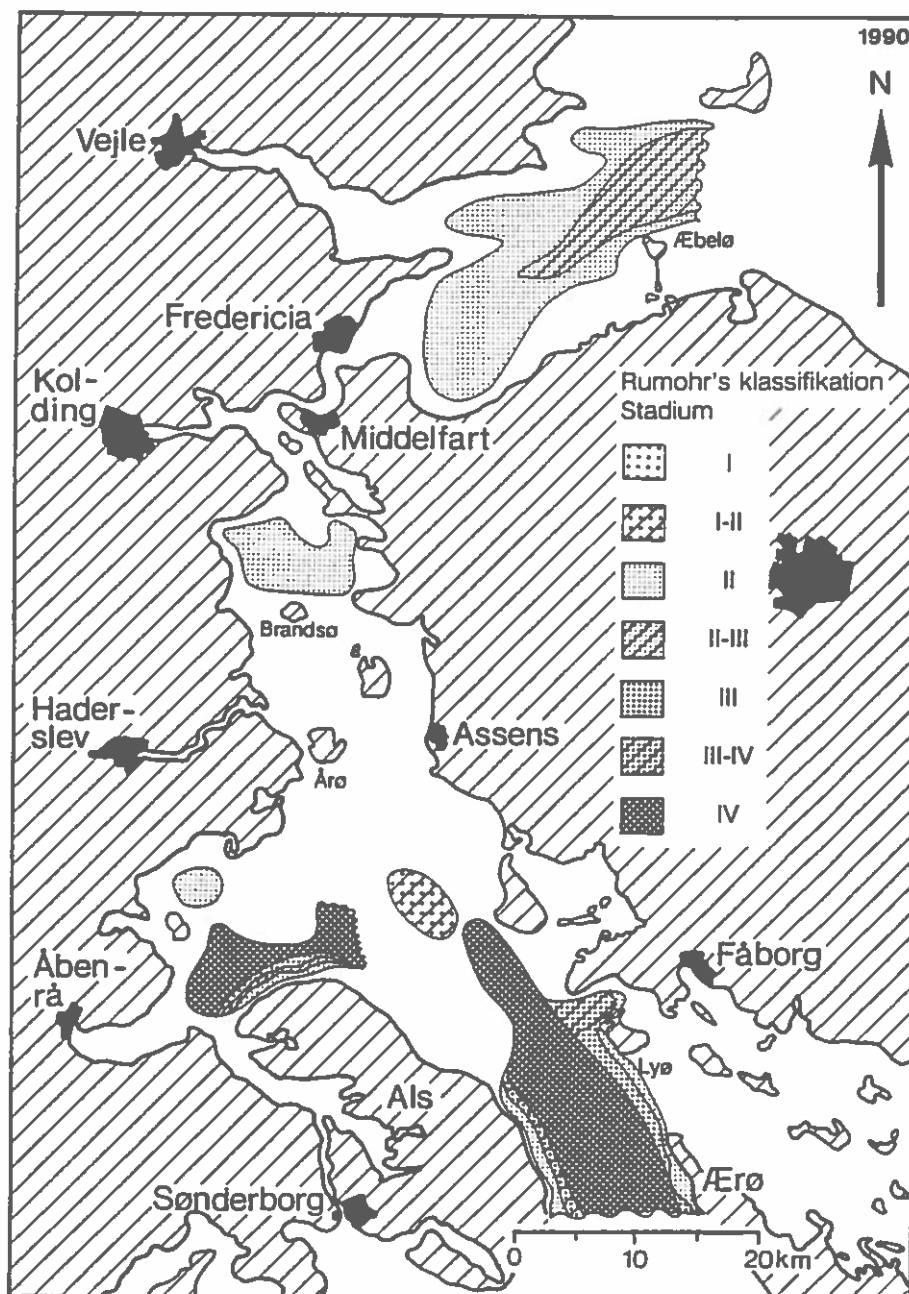 1990
N
Vejle
Æbelø
Fredericia
Kol-
ding
Middelfart
Rumohr's klassifikation
Stadium
I
I-II
II
II-III
III
III-IV
IV
Brandsø
Hader-
slev
Assens
Årø
Åben-
rå
Fåborg
Lyø
Als
Ærø
Sønderborg
0 10 20km